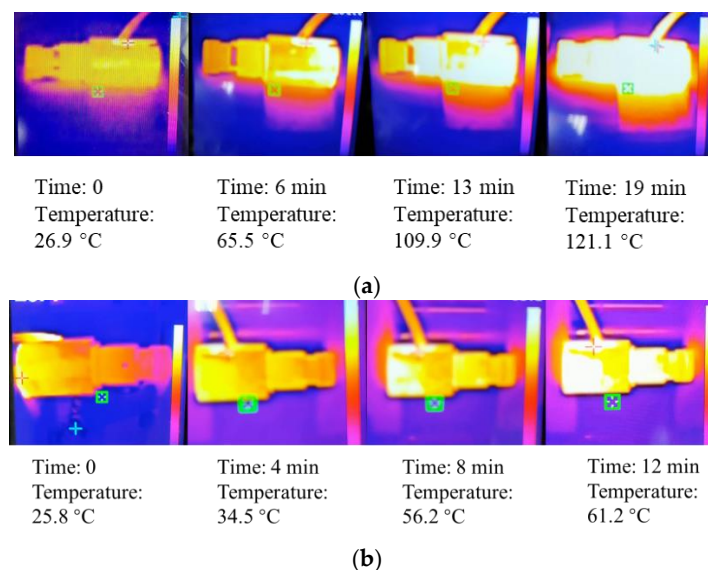 Time: 0
Temperature:
26.9 °C
Time: 6 min
Temperature:
65.5 °C
Time: 13 min
Temperature:
109.9 °C
Time: 19 min
Temperature:
121.1 °C
(a)
Time: 0
Temperature:
25.8 °C
Time: 4 min
Temperature:
34.5 °C
Time: 8 min
Temperature:
56.2 °C
Time: 12 min
Temperature:
61.2 °C
(b)